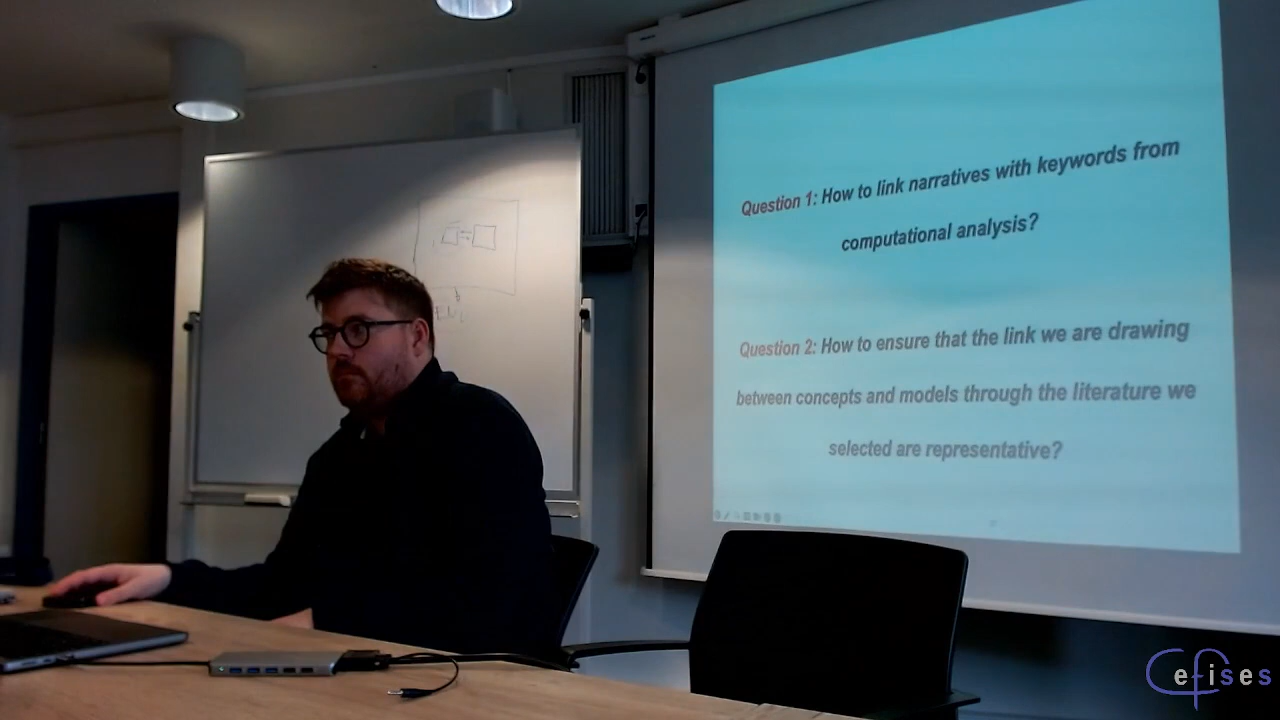 Question 1: How to link narratives with keywords from
computational analysis?
Question 2: How to ensure that the link we are drawing
between concepts and models through the literature we
selected are representative?
Cefises